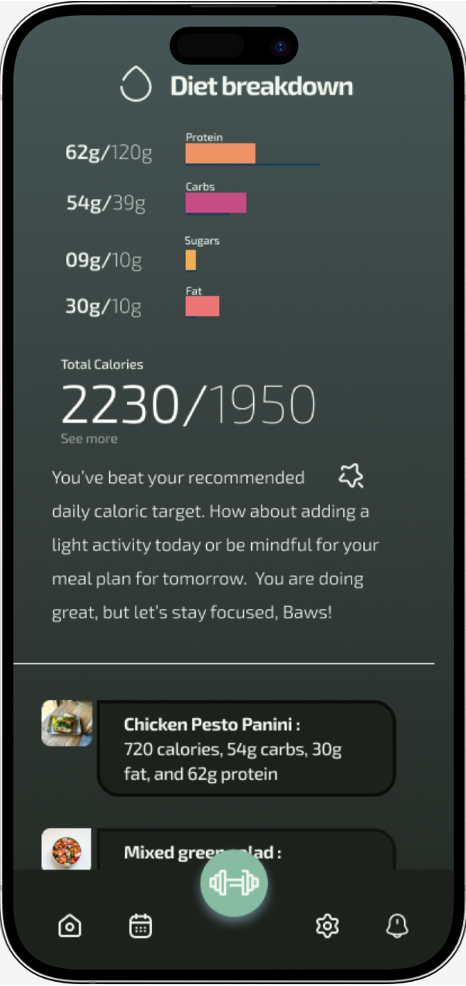 Diet breakdown
62g/120g
Protein
54g/39g
Carbs
09g/10g
Sugars
30g/10g
Fat
Total Calories
2230/1950
See more
You've beat your recommended
daily caloric target. How about adding a
light activity today or be mindful for your
meal plan for tomorrow. You are doing
great, but let's stay focused, Baws!
Chicken Pesto Panini :
720 calories, 54g carbs, 30g
fat, and 62g protein
Mixed green salad :